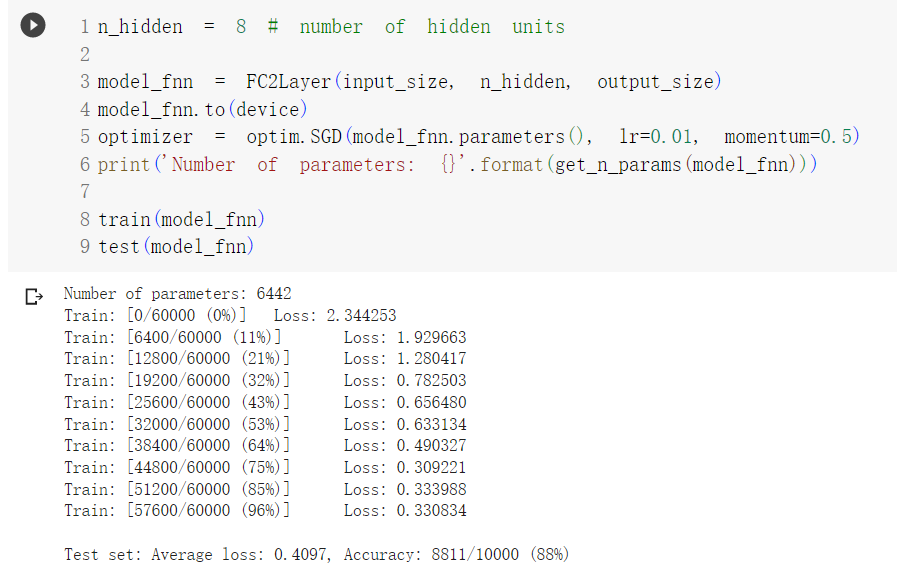 1 n_hidden = 8 # number of hidden units
2
3 model_fnn = FC2Layer(input_size, n_hidden, output_size)
4 model_fnn.to(device)
5 optimizer = optim.SGD(model_fnn.parameters(), lr=0.01, momentum=0.5)
6 print('Number of parameters: {}'.format(get_n_params(model_fnn)))
7
8 train(model_fnn)
9 test(model_fnn)
Number of parameters: 6442
Train: [0/60000 (0%)] Loss: 2.344253
Train: [6400/60000 (11%)] Loss: 1.929663
Train: [12800/60000 (21%)] Loss: 1.280417
Train: [19200/60000 (32%)] Loss: 0.782503
Train: [25600/60000 (43%)] Loss: 0.656480
Train: [32000/60000 (53%)] Loss: 0.633134
Train: [38400/60000 (64%)] Loss: 0.490327
Train: [44800/60000 (75%)] Loss: 0.309221
Train: [51200/60000 (85%)] Loss: 0.333988
Train: [57600/60000 (96%)] Loss: 0.330834
Test set: Average loss: 0.4097, Accuracy: 8811/10000 (88%)